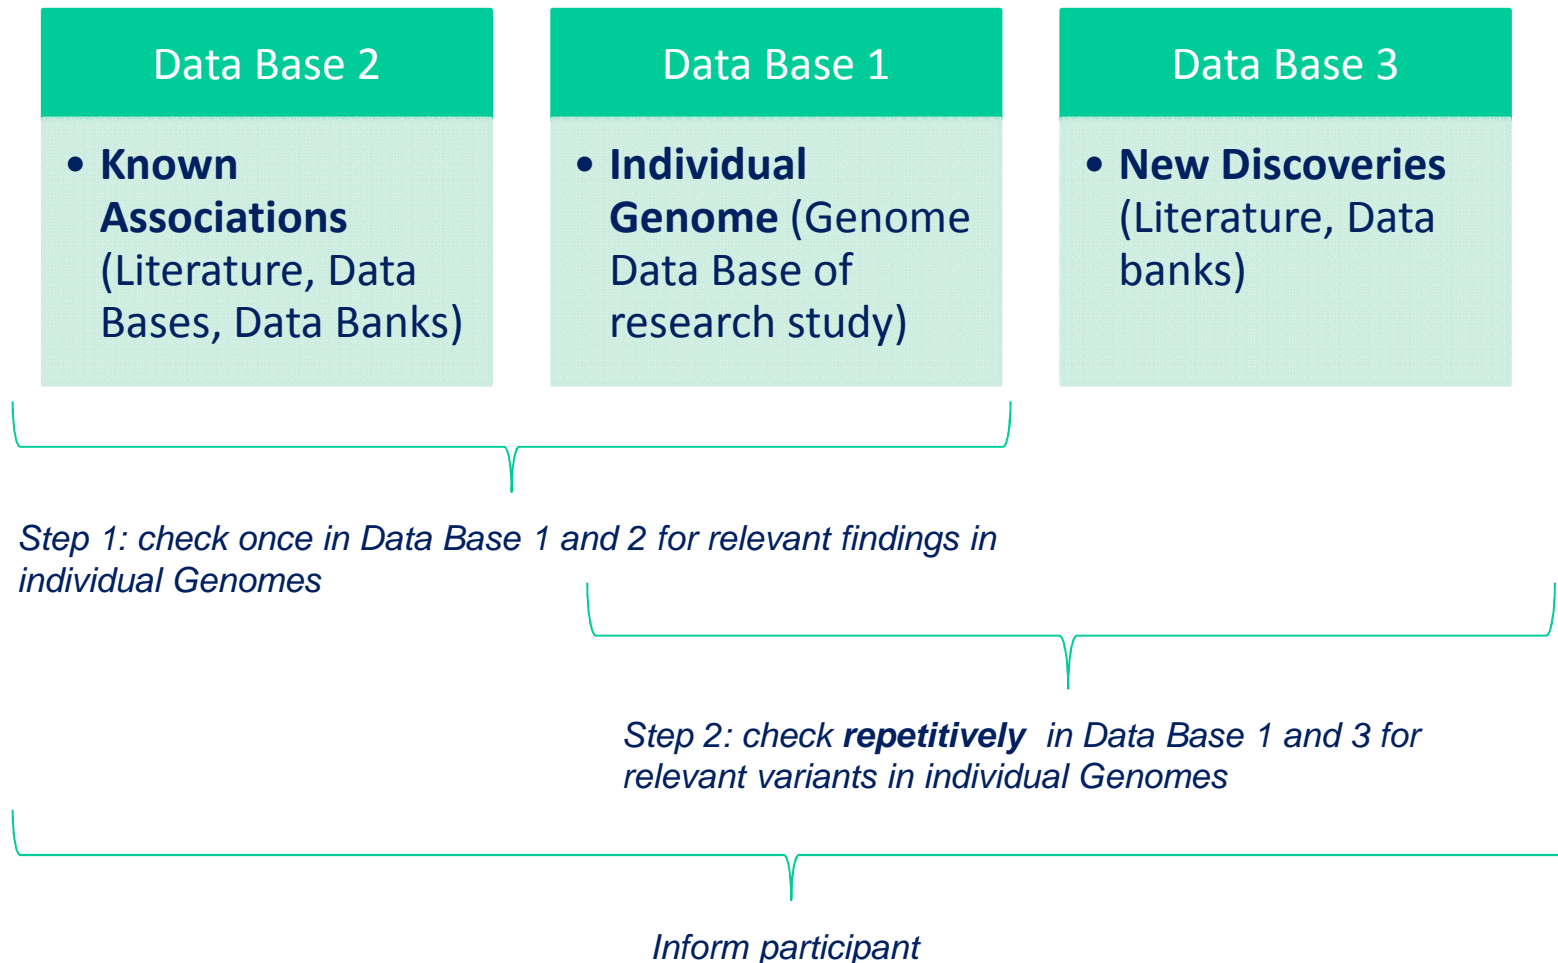 Data Base 2
• Known
Associations
(Literature, Data
Bases, Data Banks)
Data Base 1
• Individual
Genome (Genome
Data Base of
research study)
Data Base 3
• New Discoveries
(Literature, Data
banks)
Step 1: check once in Data Base 1 and 2 for relevant findings in
individual Genomes
Step 2: check repetitively in Data Base 1 and 3 for
relevant variants in individual Genomes
Inform participant